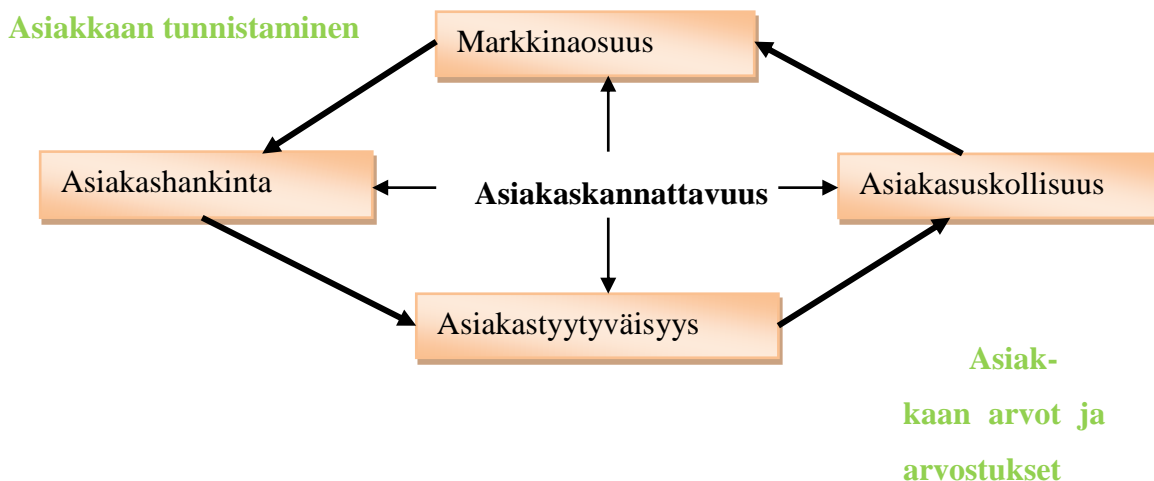 Asiakkaan tunnistaminen
Markkinaosuus
Asiakashankinta
Asiakaskannattavuus
Asiakasuskollisuus
Asiakastyytyväisyys
Asiak-
kaan arvot ja
arvostukset